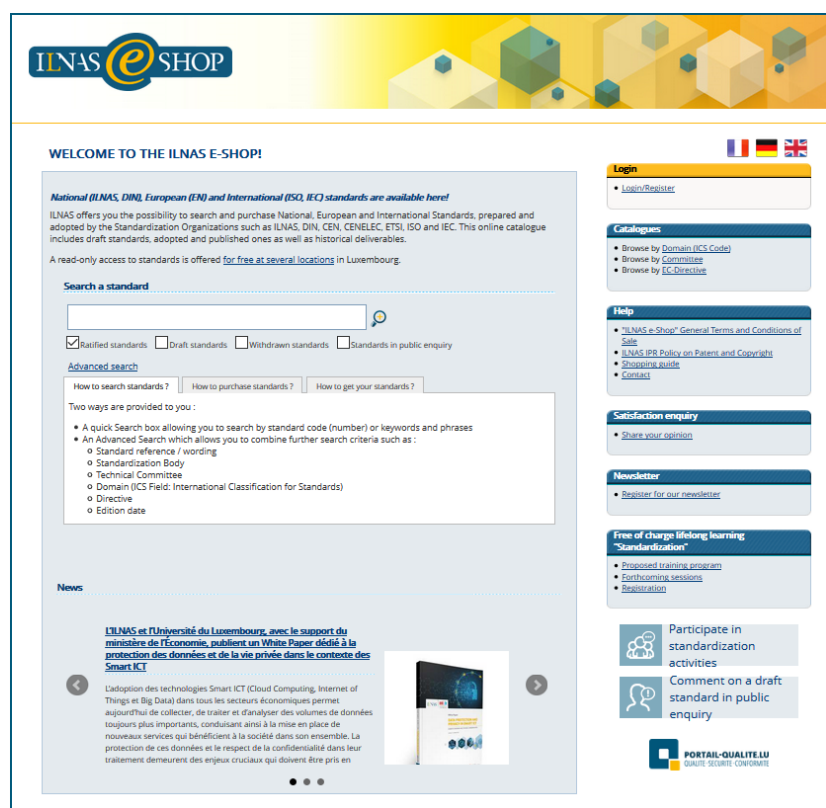 ILNAS e SHOP
WELCOME TO THE ILNAS E-SHOP!
National (ILNAS, DIN), European (EN) and International (ISO, IEC) standards are available here!
ILNAS offers you the possibility to search and purchase National, European and International Standards, prepared and
adopted by the Standardization Organizations such as ILNAS, DIN, CEN, CENELEC, ETSI, ISO and IEC. This online catalogue
includes draft standards, adopted and published ones as well as historical deliverables.
A read-only access to standards is offered for free at several locations in Luxembourg.
Search a standard
Ratified standards Draft standards Withdrawn standards Standards in public enquiry
Advanced search
How to search standards ? How to purchase standards ? How to get your standards ?
Two ways are provided to you :
• A quick Search box allowing you to search by standard code (number) or keywords and phrases
• An Advanced Search which allows you to combine further search criteria such as :
o Standard reference / wording
o Standardization Body
o Technical Committee
o Domain (ICS Field: International Classification for Standards)
o Directive
o Edition date
News
L'ILNAS et l'Université du Luxembourg, avec le support du
ministère de l'Économie, publient un White Paper dédié à la
protection des données et de la vie privée dans le contexte des
Smart ICT
L'adoption des technologies Smart ICT (Cloud Computing, Internet of
Things et Big Data) dans tous les secteurs économiques permet
aujourd'hui de collecter, de traiter et d'analyser des volumes de données
toujours plus importants, conduisant ainsi à la mise en place de
nouveaux services qui bénéficient à la société dans son ensemble. La
protection de ces données et le respect de la confidentialité dans leur
traitement demeurent des enjeux cruciaux qui doivent être pris en
Login
• Login/Register
Catalogues
• Browse by Domain (ICS Code)
• Browse by Committee
• Browse by EC-Directive
Help
• "ILNAS e-Shop" General Terms and Conditions of
Sale
• ILNAS IPR Policy on Patent and Copyright
• Shopping guide
• Contact
Satisfaction enquiry
• Share your opinion
Newsletter
• Register for our newsletter
Free of charge lifelong learning
"Standardization"
• Proposed training program
• Forthcoming sessions
• Registration
Participate in
standardization
activities
Comment on a draft
standard in public
enquiry
PORTAIL-QUALITE.LU
QUALITE·SECURITE·CONFORMITE